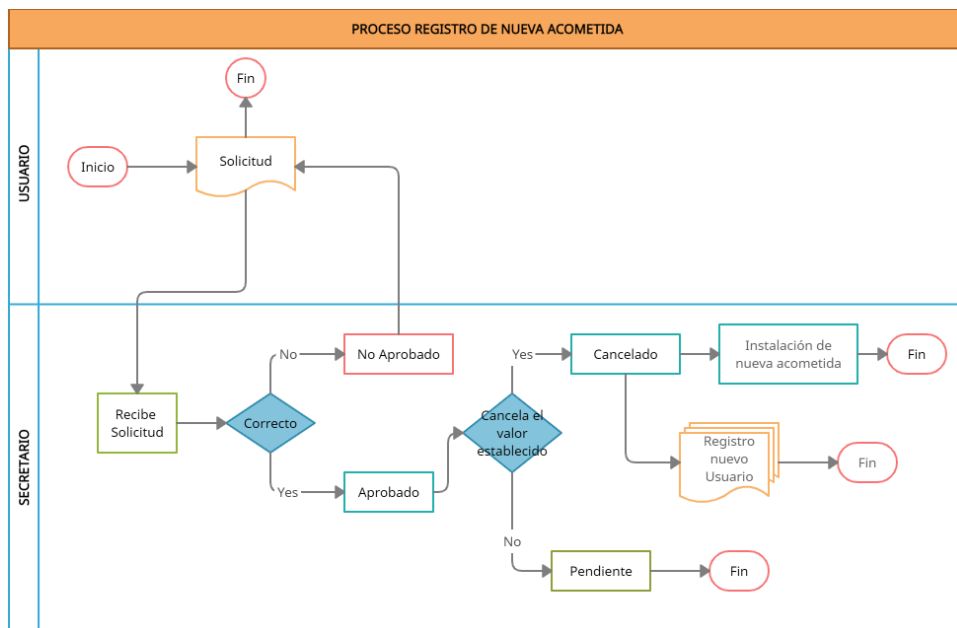 PROCESO REGISTRO DE NUEVA ACOMETIDA
USUARIO
Fin
Inicio
Solicitud
SECRETARIO
No
No Aprobado
Recibe
Solicitud
Correcto
Yes
Aprobado
Cancela el
valor
establecido
Yes
Cancelado
Instalación de
nueva acometida
Fin
Registro
nuevo
Usuario
Fin
No
Pendiente
Fin